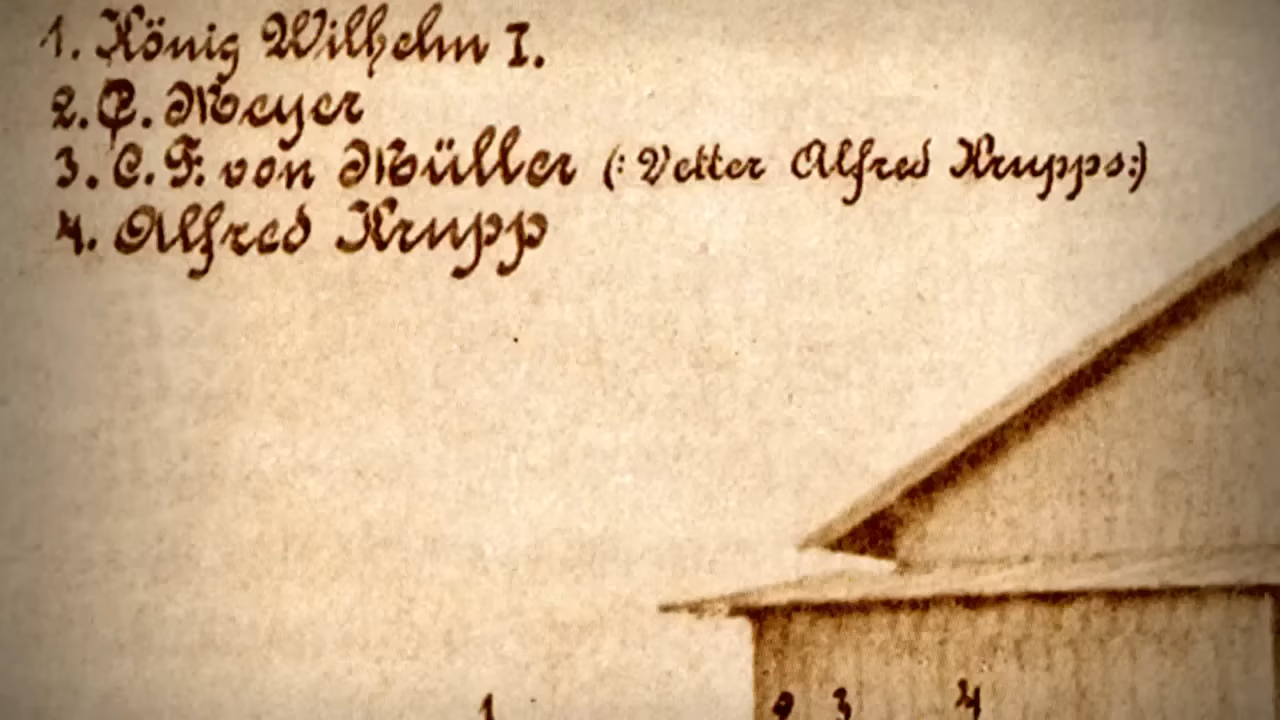 1. König Wilhelm I.
2. C. Meyer
3. C. F. von Müller (: Vetter Alfred Krupps:)
4. Alfred Krupp
1 2 3 4